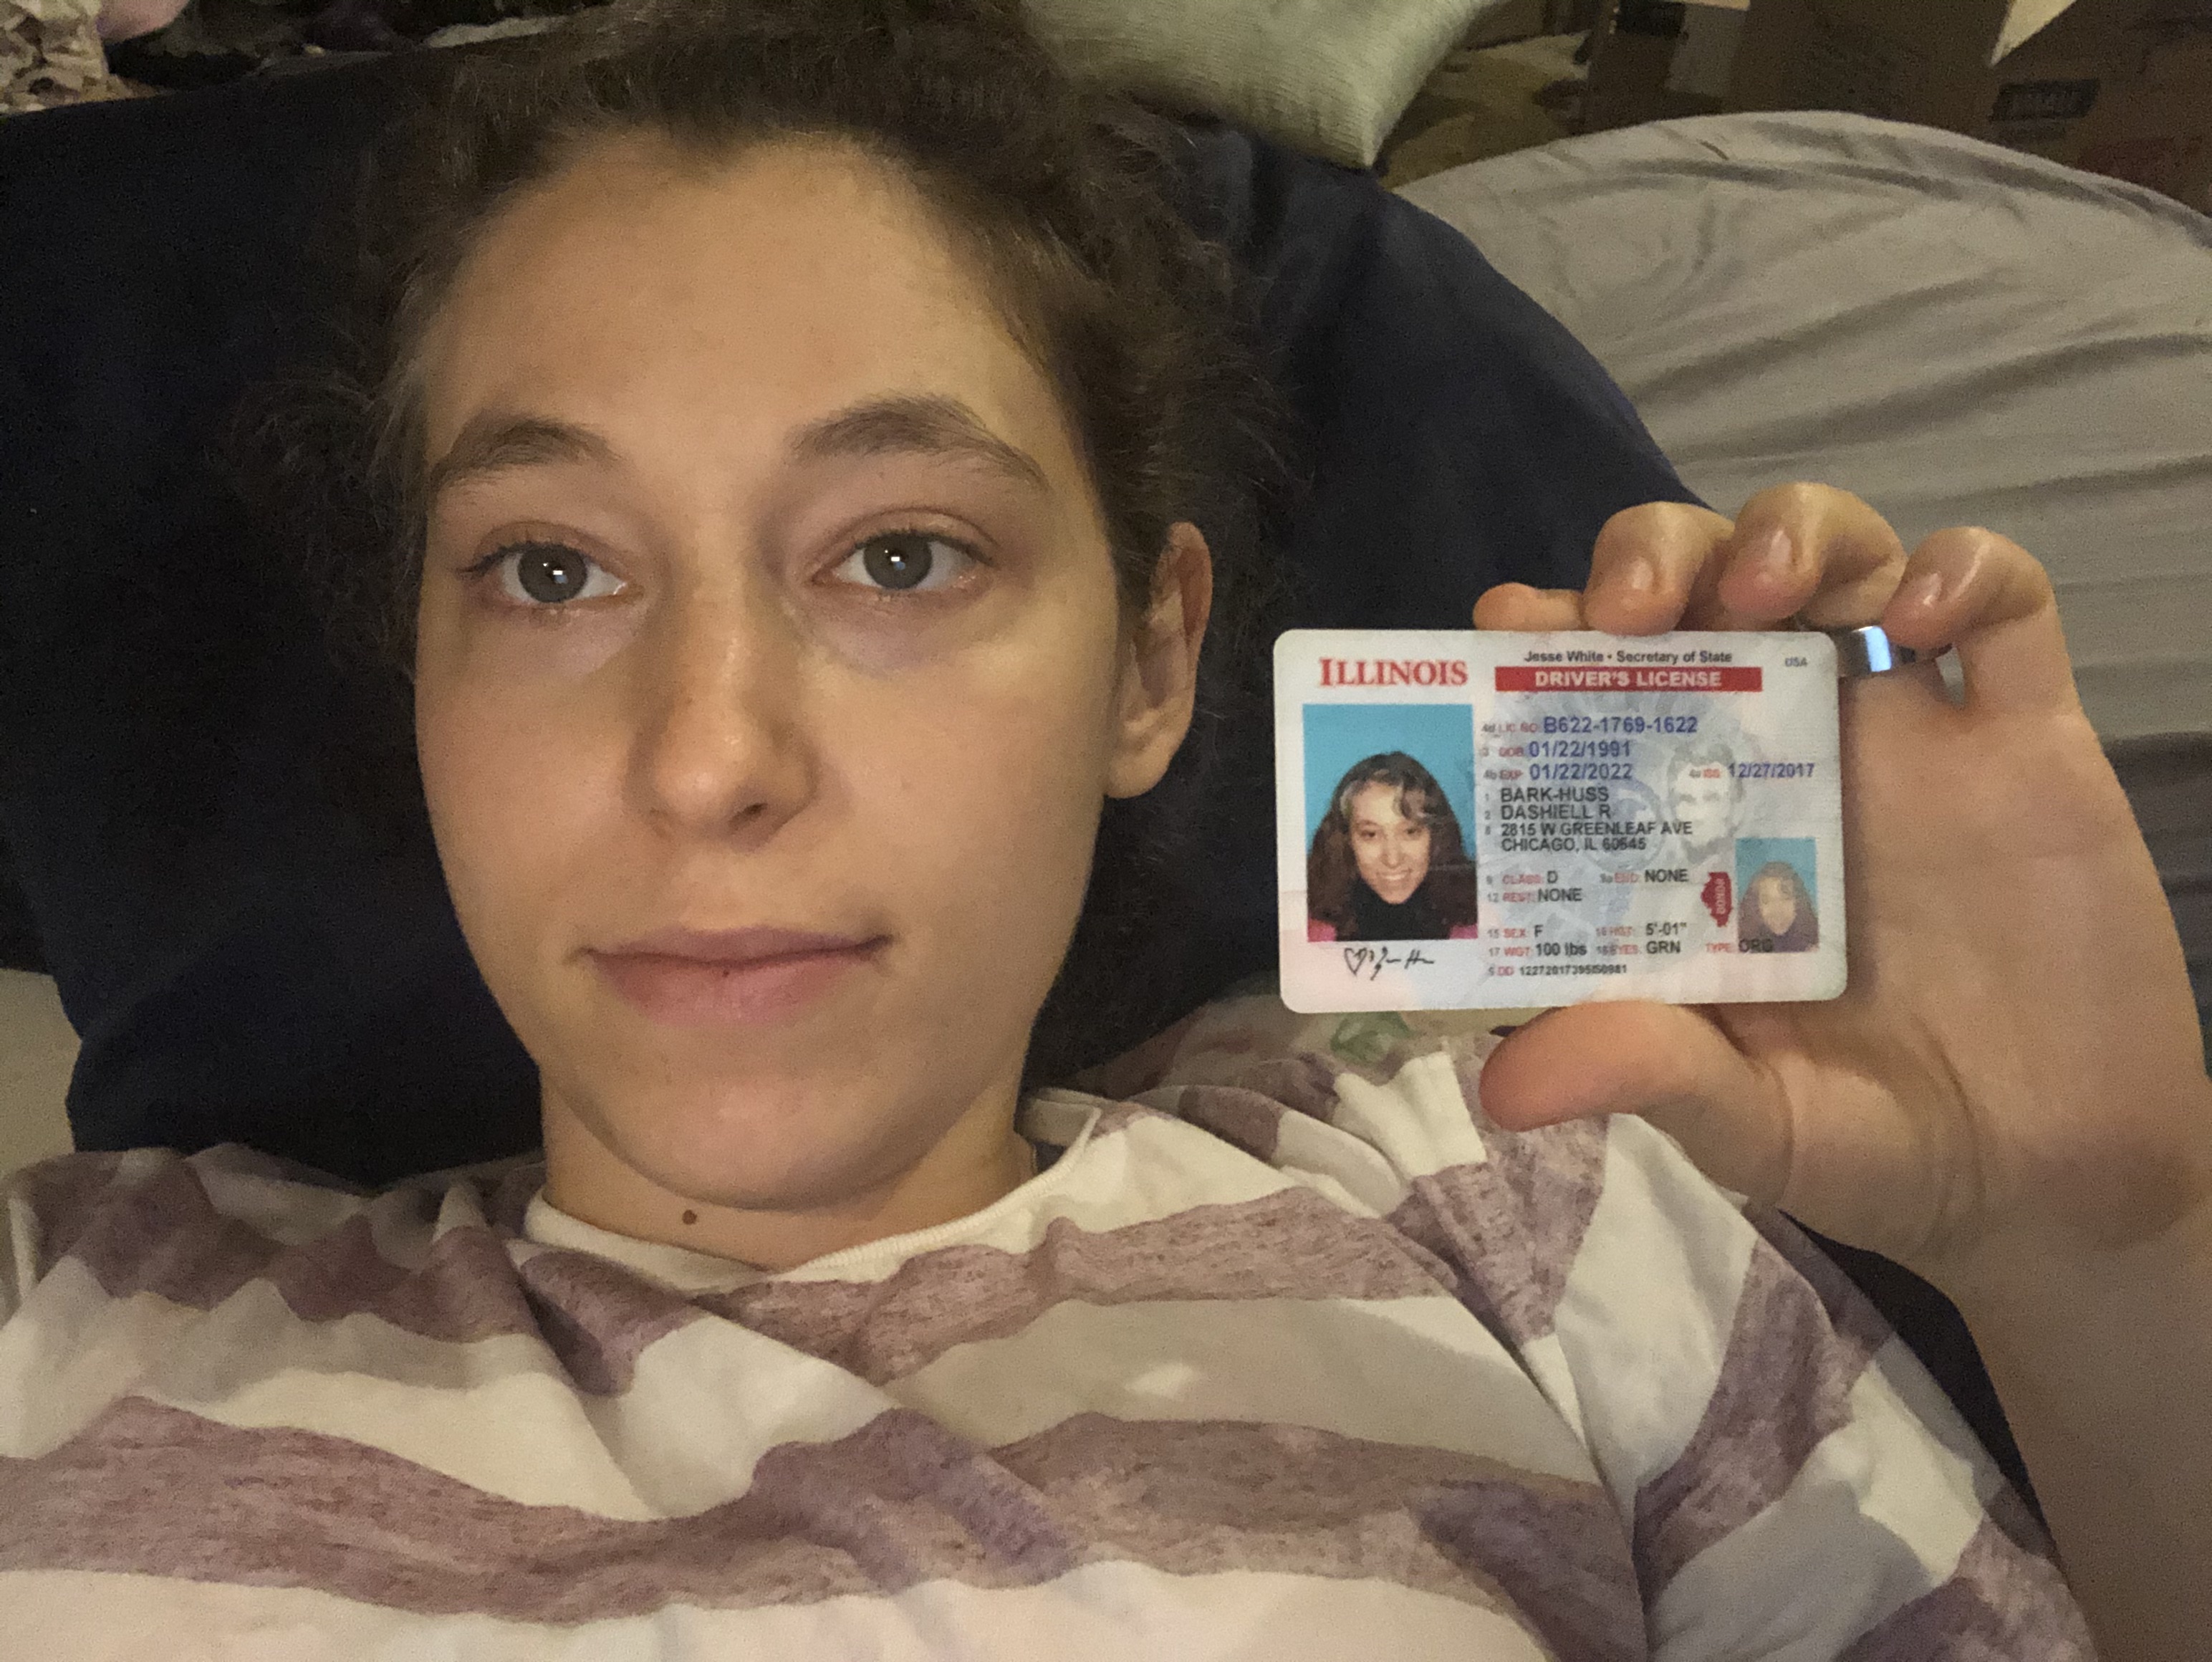 ILLINOIS
Jesse White • Secretary of State
USA
DRIVER'S LICENSE
4d LIC NO B622-1769-1622
3 DOB 01/22/1991
4b EXP 01/22/2022 4a ISS 12/27/2017
1 BARK-HUSS
2 DASHIELL R
8 2815 W GREENLEAF AVE
CHICAGO, IL 60645
9 CLASS D 9a END NONE
12 REST NONE
DONOR
15 SEX F 16 HGT 5'-01"
17 WGT 100 lbs 18 EYES GRN TYPE ORG
5 DD